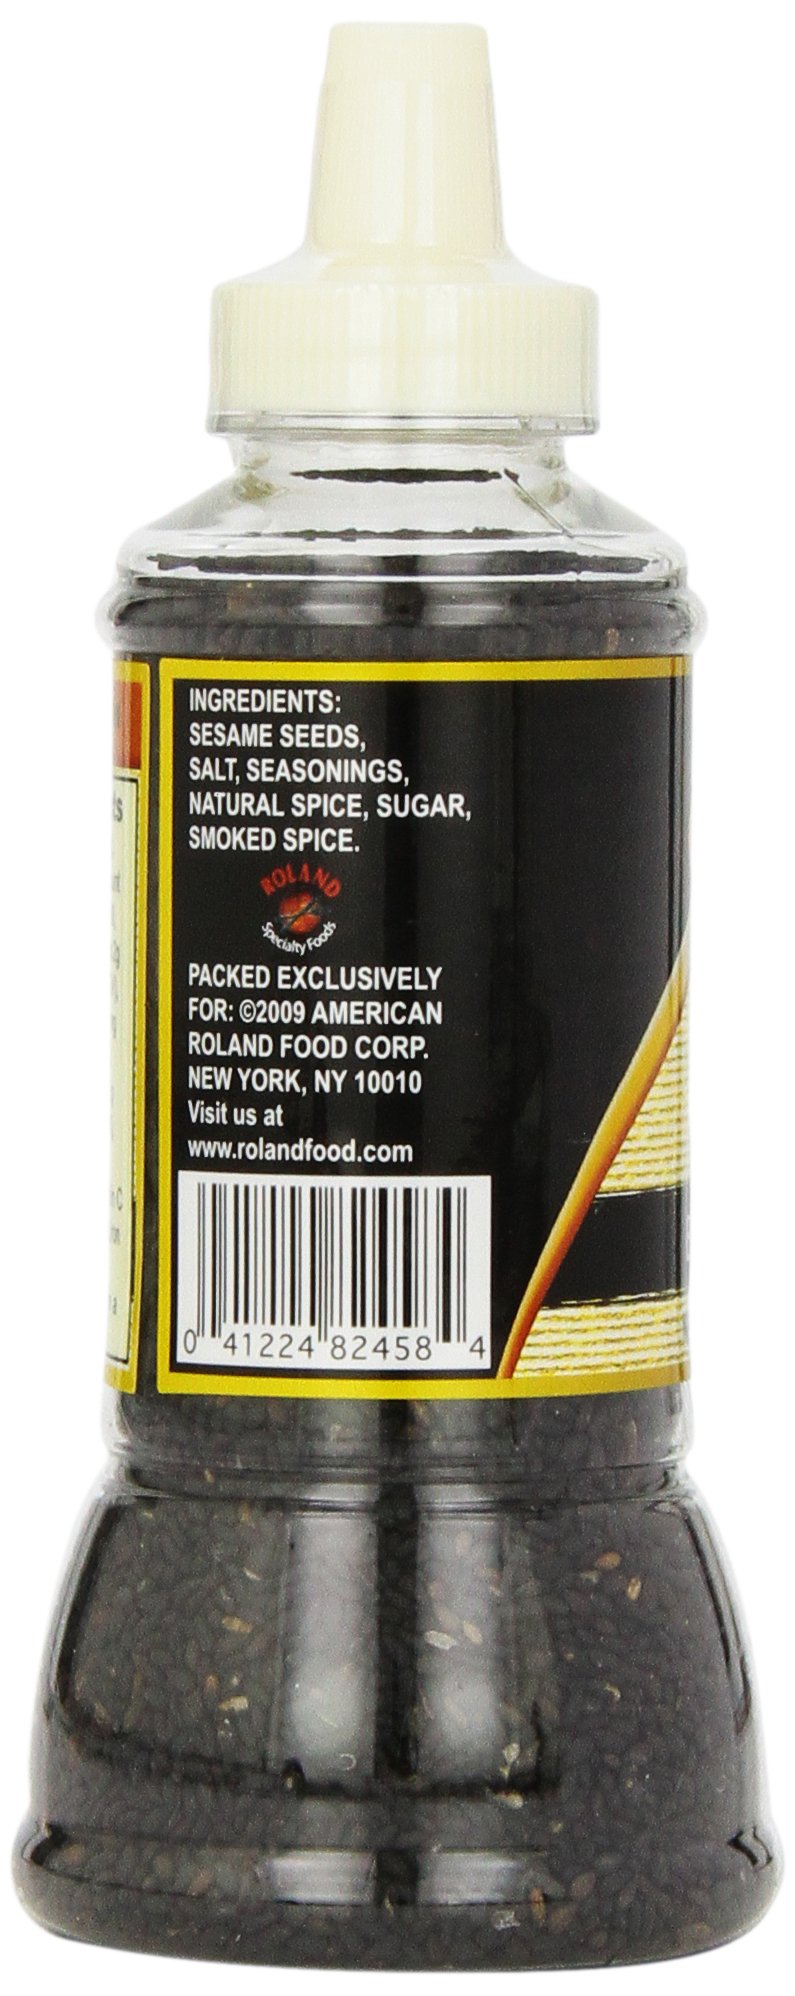 INGREDIENTS:
SESAME SEEDS,
SALT, SEASONINGS,
NATURAL SPICE, SUGAR,
SMOKED SPICE.
ROLAND
Specialty Foods
PACKED EXCLUSIVELY
FOR: ©2009 AMERICAN
ROLAND FOOD CORP.
NEW YORK, NY 10010
Visit us at
www.rolandfood.com
0 41224 82458 4